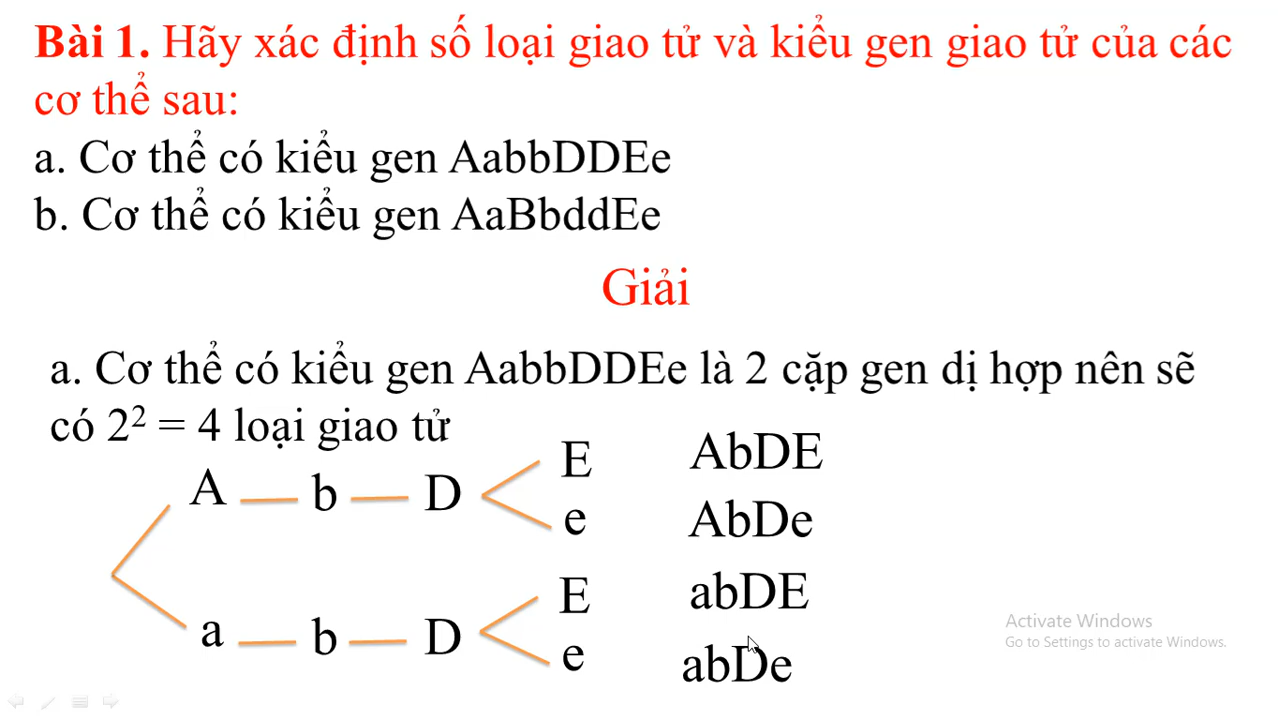 Bài 1. Hãy xác định số loại giao tử và kiểu gen giao tử của các
cơ thể sau:
a. Cơ thể có kiểu gen AabbDDEe
b. Cơ thể có kiểu gen AaBbddEe
Giải
a. Cơ thể có kiểu gen AabbDDEe là 2 cặp gen dị hợp nên sẽ
có 2² = 4 loại giao tử
A b D E AbDE
e AbDe
a b D E abDE
e abDe
Activate Windows
Go to Settings to activate Windows.